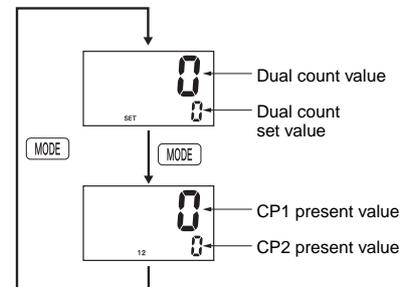 0
Dual count value
SET
0
Dual count
set value
MODE
MODE
0
CP1 present value
12
0
CP2 present value